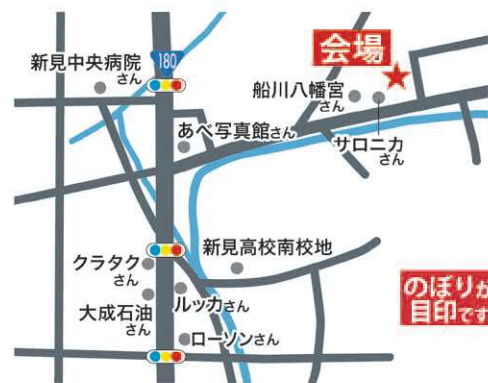 会場
180
新見中央病院
さん
船川八幡宮
さん
あべ写真館さん
サロニカ
さん
新見高校南校地
クラタク
さん
ルッカさん
大成石油
さん
ローソンさん
のぼりが
目印です